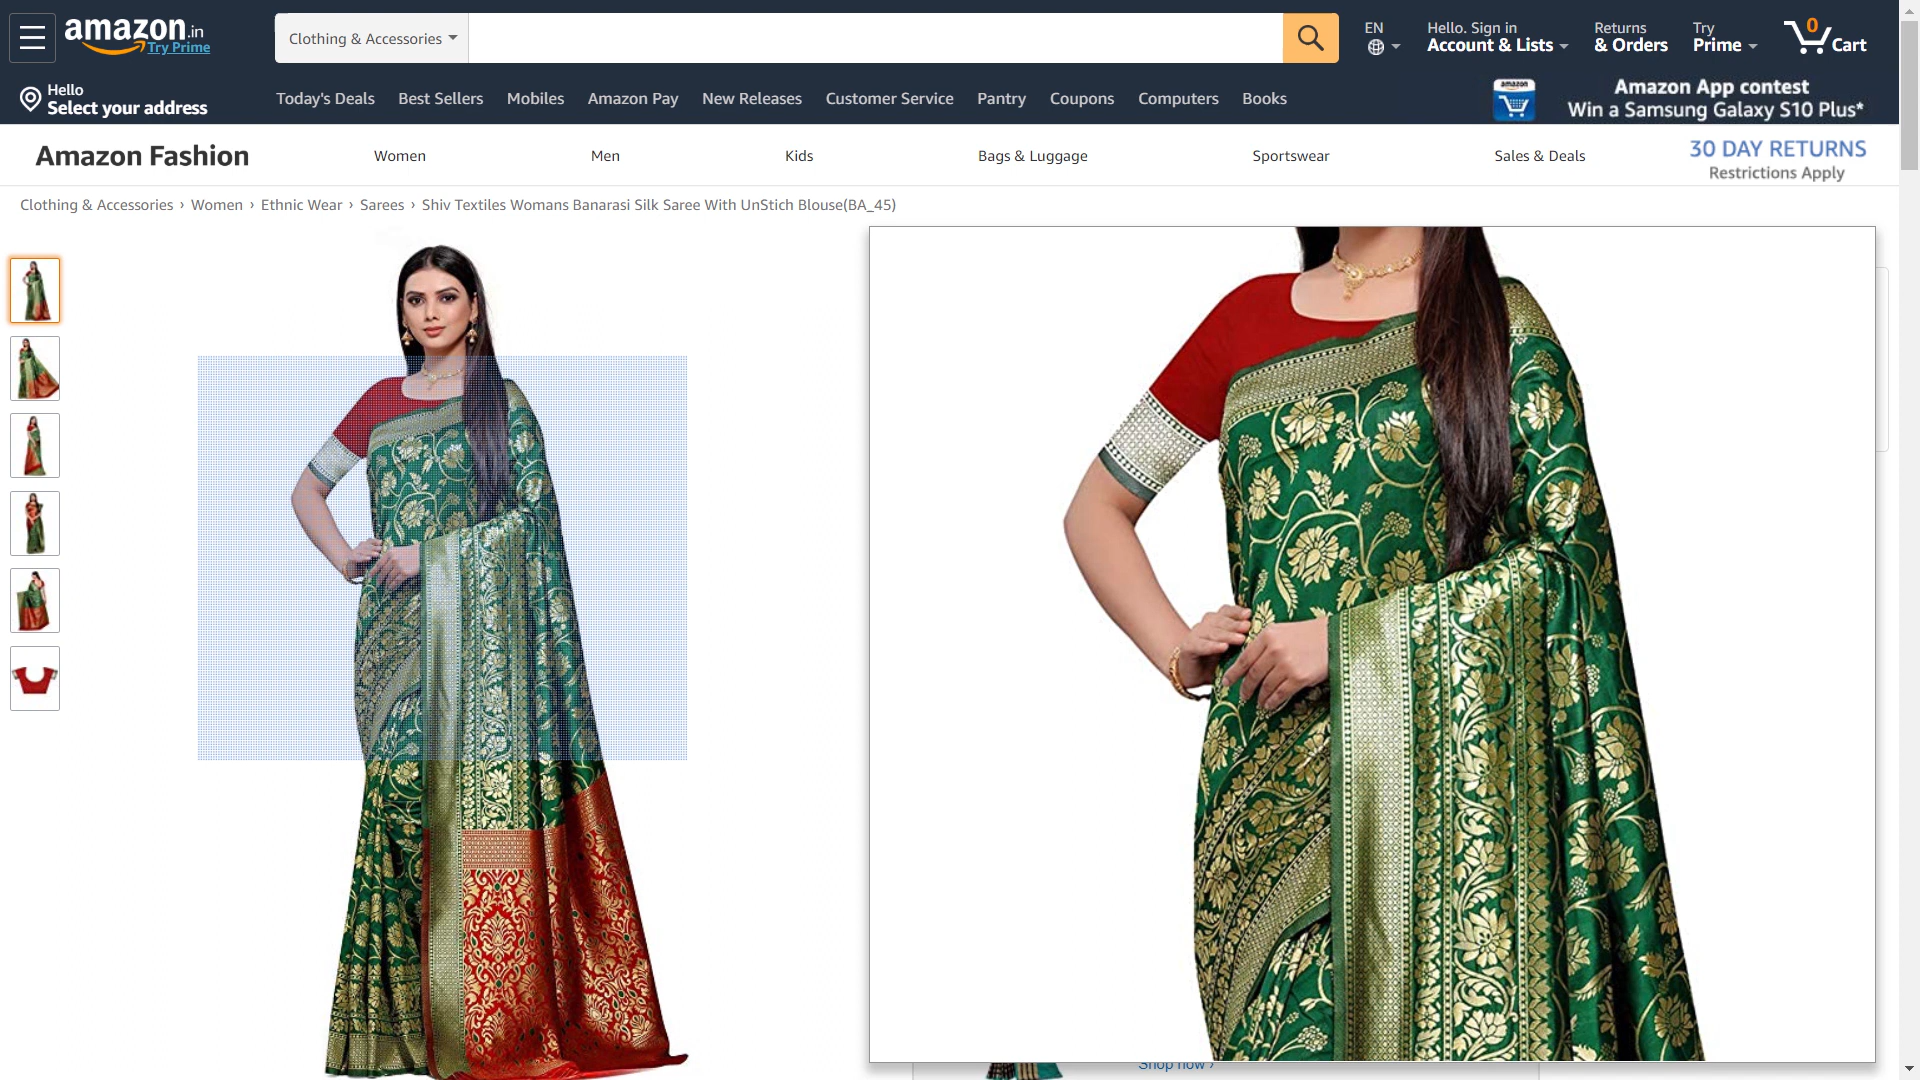 amazon.in
Try Prime
Clothing & Accessories
EN
Hello. Sign in
Account & Lists
Returns
& Orders
Try
Prime
0
Cart
Hello
Select your address
Today's Deals
Best Sellers
Mobiles
Amazon Pay
New Releases
Customer Service
Pantry
Coupons
Computers
Books
amazon
Amazon App contest
Win a Samsung Galaxy S10 Plus*
Amazon Fashion
Women
Men
Kids
Bags & Luggage
Sportswear
Sales & Deals
30 DAY RETURNS
Restrictions Apply
Clothing & Accessories › Women › Ethnic Wear › Sarees › Shiv Textiles Womans Banarasi Silk Saree With UnStich Blouse(BA_45)
Shop now ›